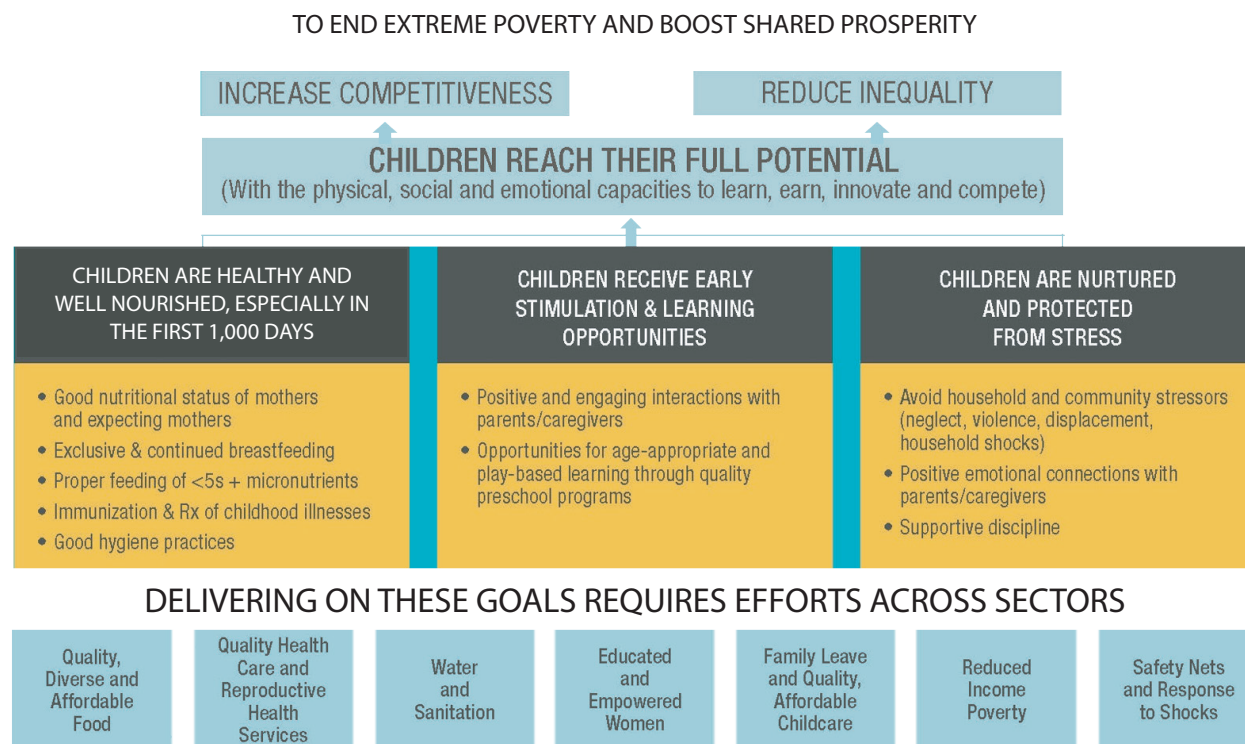 TO END EXTREME POVERTY AND BOOST SHARED PROSPERITY
INCREASE COMPETITIVENESS
REDUCE INEQUALITY
CHILDREN REACH THEIR FULL POTENTIAL
(With the physical, social and emotional capacities to learn, earn, innovate and compete)
CHILDREN ARE HEALTHY AND
WELL NOURISHED, ESPECIALLY IN
THE FIRST 1,000 DAYS
• Good nutritional status of mothers
and expecting mothers
• Exclusive & continued breastfeeding
• Proper feeding of <5s + micronutrients
• Immunization & Rx of childhood illnesses
• Good hygiene practices
CHILDREN RECEIVE EARLY
STIMULATION & LEARNING
OPPORTUNITIES
• Positive and engaging interactions with
parents/caregivers
• Opportunities for age-appropriate and
play-based learning through quality
preschool programs
CHILDREN ARE NURTURED
AND PROTECTED
FROM STRESS
• Avoid household and community stressors
(neglect, violence, displacement,
household shocks)
• Positive emotional connections with
parents/caregivers
• Supportive discipline
DELIVERING ON THESE GOALS REQUIRES EFFORTS ACROSS SECTORS
Quality,
Diverse and
Affordable
Food
Quality Health
Care and
Reproductive
Health
Services
Water
and
Sanitation
Educated
and
Empowered
Women
Family Leave
and Quality,
Affordable
Childcare
Reduced
Income
Poverty
Safety Nets
and Response
to Shocks